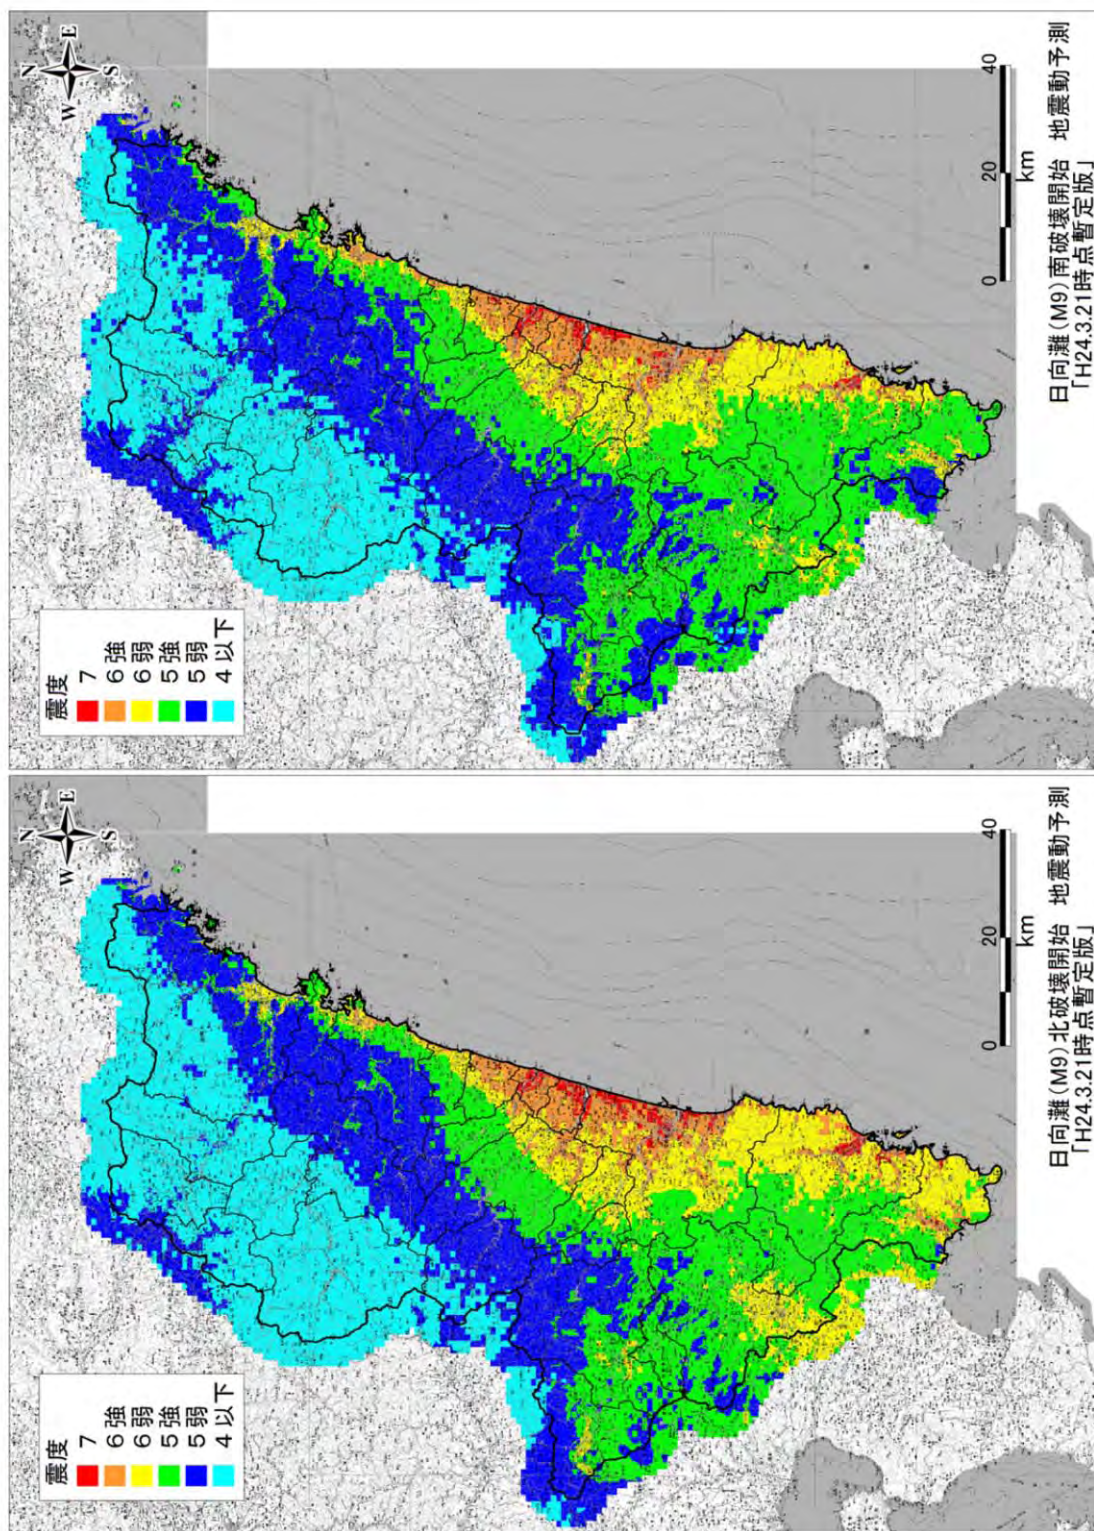 N
W
E
S
震度
7
6強
6弱
5強
5弱
4以下
0
20
40
km
日向灘(M9)北破壊開始　地震動予測
「H24.3.21時点暫定版」
N
W
E
S
震度
7
6強
6弱
5強
5弱
4以下
0
20
40
km
日向灘(M9)南破壊開始　地震動予測
「H24.3.21時点暫定版」